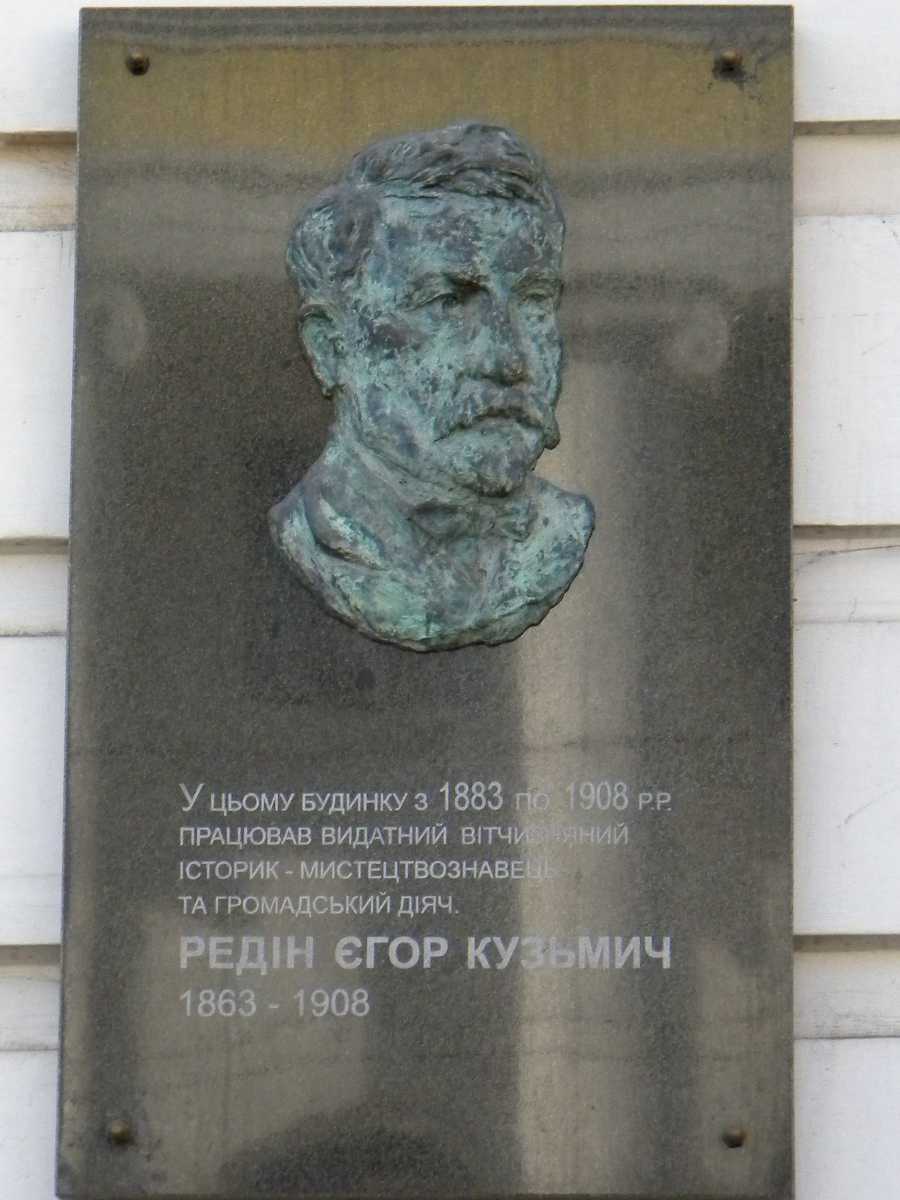 У ЦЬОМУ БУДИНКУ З 1883 ПО 1908 Р.Р.
ПРАЦЮВАВ ВИДАТНИЙ ВІТЧИЗНЯНИЙ
ІСТОРИК - МИСТЕЦТВОЗНАВЕЦЬ
ТА ГРОМАДСЬКИЙ ДІЯЧ.
РЕДІН ЄГОР КУЗЬМИЧ
1863 - 1908